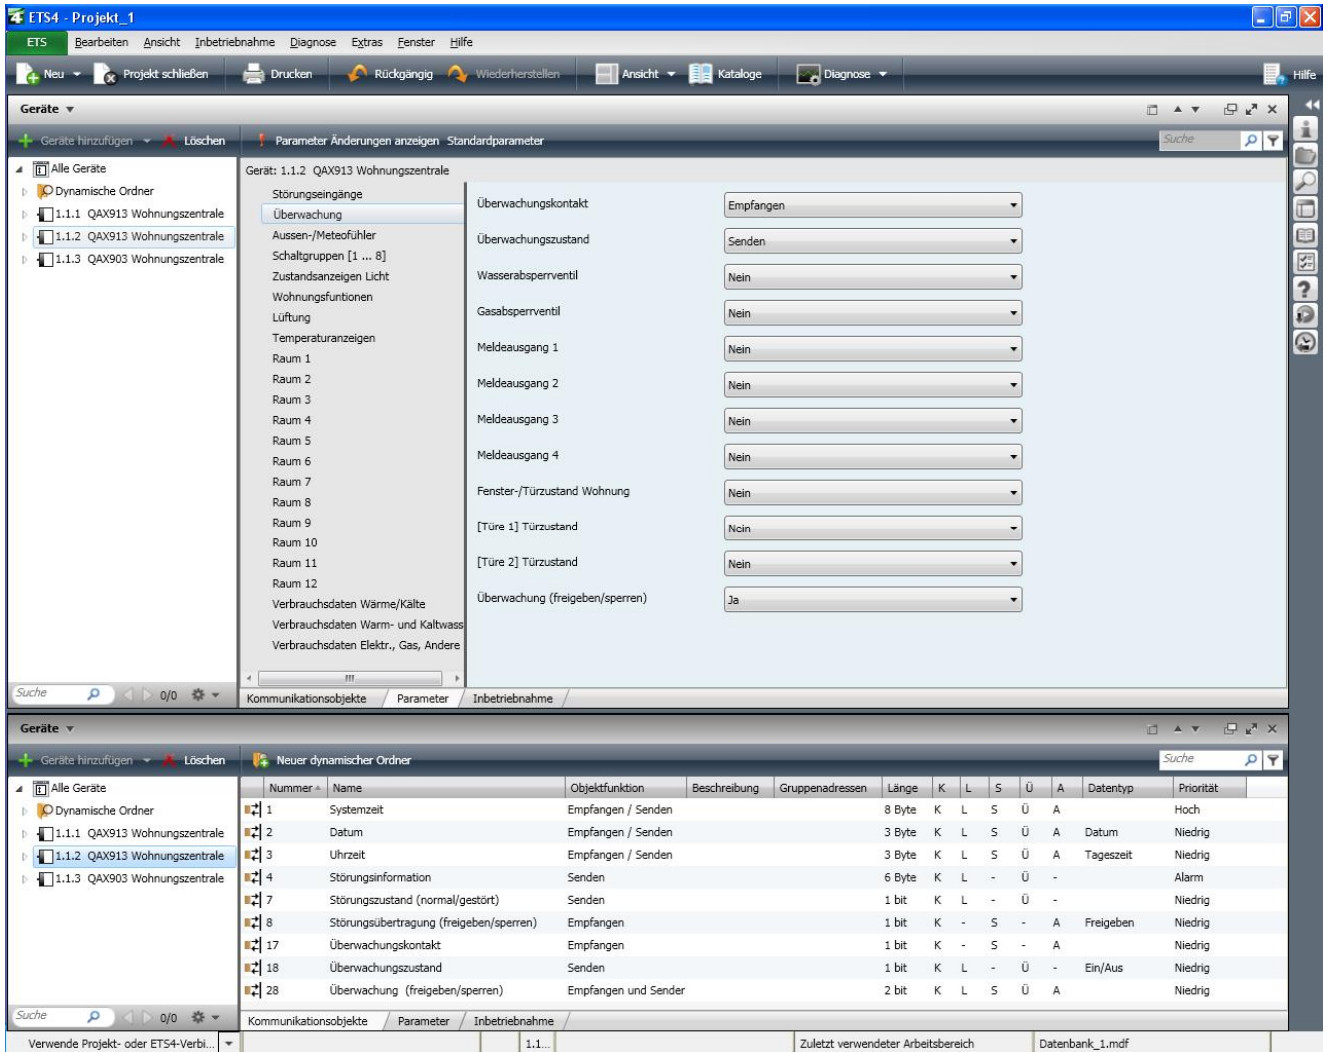 ETS4 - Projekt_1
ETS Bearbeiten Ansicht Inbetriebnahme Diagnose Extras Fenster Hilfe
Neu Projekt schließen Drucken Rückgängig Wiederherstellen Ansicht Kataloge Diagnose Hilfe
Geräte
Geräte hinzufügen Löschen Parameter Änderungen anzeigen Standardparameter Suche
Alle Geräte
Dynamische Ordner
1.1.1 QAX913 Wohnungszentrale
1.1.2 QAX913 Wohnungszentrale
1.1.3 QAX903 Wohnungszentrale
Suche 0/0
Gerät: 1.1.2 QAX913 Wohnungszentrale
Störungseingänge
Überwachung
Aussen-/Meteofühler
Schaltgruppen [1 ... 8]
Zustandsanzeigen Licht
Wohnungsfuntionen
Lüftung
Temperaturanzeigen
Raum 1
Raum 2
Raum 3
Raum 4
Raum 5
Raum 6
Raum 7
Raum 8
Raum 9
Raum 10
Raum 11
Raum 12
Verbrauchsdaten Wärme/Kälte
Verbrauchsdaten Warm- und Kaltwass
Verbrauchsdaten Elektr., Gas, Andere
Überwachungskontakt Empfangen
Überwachungszustand Senden
Wasserabsperrventil Nein
Gasabsperrventil Nein
Meldeausgang 1 Nein
Meldeausgang 2 Nein
Meldeausgang 3 Nein
Meldeausgang 4 Nein
Fenster-/Türzustand Wohnung Nein
[Türe 1] Türzustand Nein
[Türe 2] Türzustand Nein
Überwachung (freigeben/sperren) Ja
Kommunikationsobjekte Parameter Inbetriebnahme
Geräte
Geräte hinzufügen Löschen Neuer dynamischer Ordner Suche
Alle Geräte
Dynamische Ordner
1.1.1 QAX913 Wohnungszentrale
1.1.2 QAX913 Wohnungszentrale
1.1.3 QAX903 Wohnungszentrale
Suche 0/0
Nummer Name Objektfunktion Beschreibung Gruppenadressen Länge K L S Ü A Datentyp Priorität
1 Systemzeit Empfangen / Senden 8 Byte K L S Ü A Hoch
2 Datum Empfangen / Senden 3 Byte K L S Ü A Datum Niedrig
3 Uhrzeit Empfangen / Senden 3 Byte K L S Ü A Tageszeit Niedrig
4 Störungsinformation Senden 6 Byte K L - Ü - Alarm
7 Störungszustand (normal/gestört) Senden 1 bit K L - Ü - Niedrig
8 Störungsübertragung (freigeben/sperren) Empfangen 1 bit K - S - A Freigeben Niedrig
17 Überwachungskontakt Empfangen 1 bit K - S - A Niedrig
18 Überwachungszustand Senden 1 bit K L - Ü - Ein/Aus Niedrig
28 Überwachung (freigeben/sperren) Empfangen und Sender 2 bit K L S Ü A Niedrig
Kommunikationsobjekte Parameter Inbetriebnahme
Verwende Projekt- oder ETS4-Verbi... 1.1... Zuletzt verwendeter Arbeitsbereich Datenbank_1.mdf